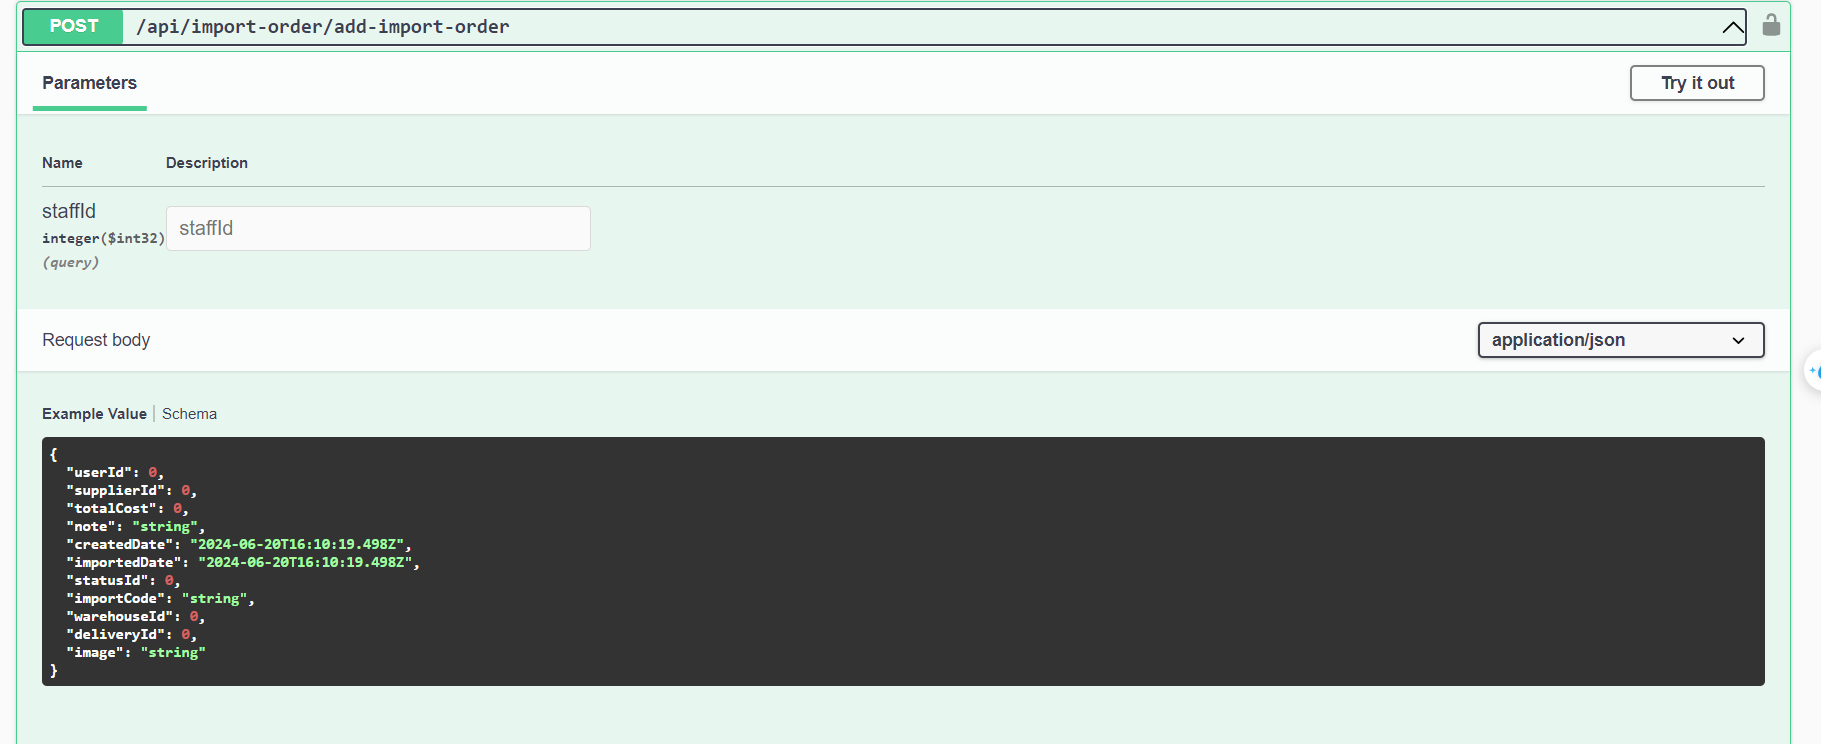 POST /api/import-order/add-import-order
Parameters
Try it out
Name Description
staffId
integer($int32)
(query)
staffId
Request body
application/json
Example Value | Schema
{
  "userId": 0,
  "supplierId": 0,
  "totalCost": 0,
  "note": "string",
  "createdDate": "2024-06-20T16:10:19.498Z",
  "importedDate": "2024-06-20T16:10:19.498Z",
  "statusId": 0,
  "importCode": "string",
  "warehouseId": 0,
  "deliveryId": 0,
  "image": "string"
}